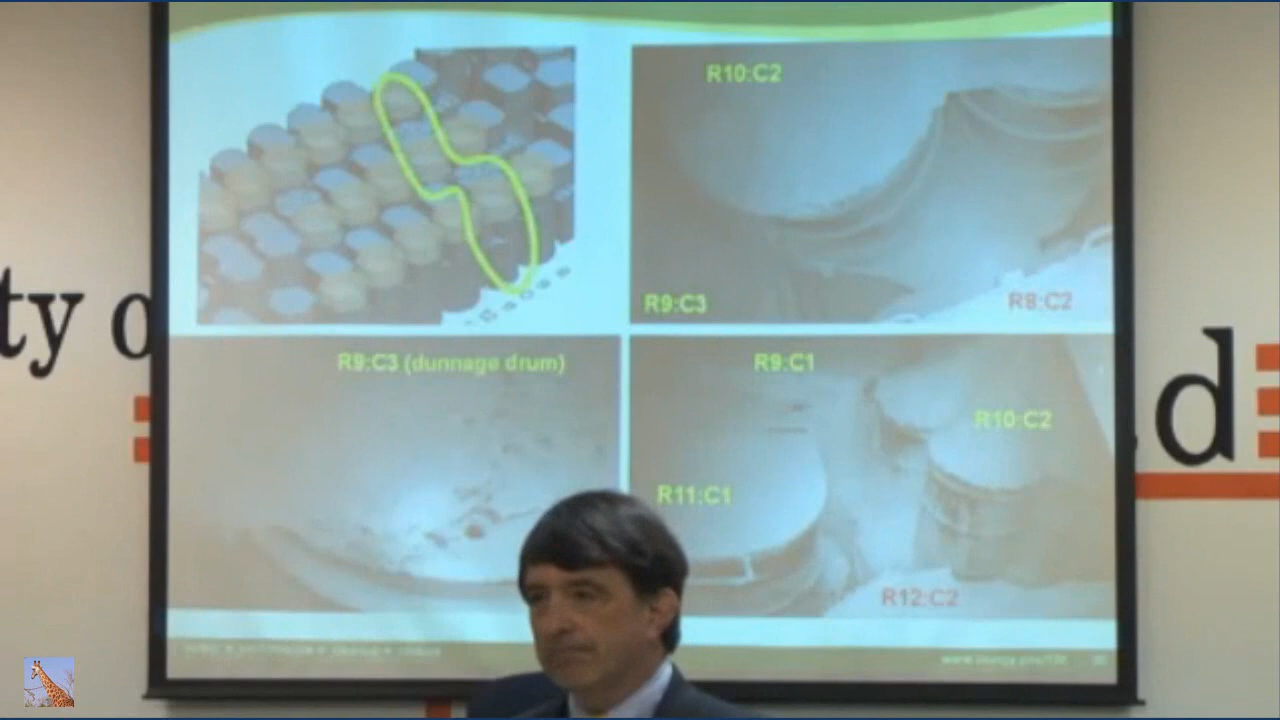 R10:C2
R9:C3
R8:C2
R9:C3 (dunnage drum)
R9:C1
R10:C2
R11:C1
R12:C2
ty o
d